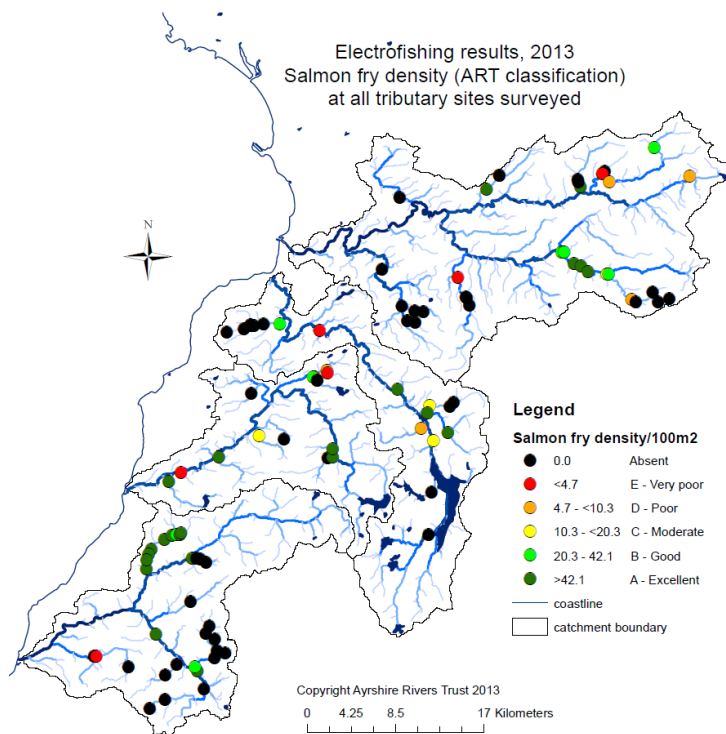 Electrofishing results, 2013
Salmon fry density (ART classification)
at all tributary sites surveyed
N
Legend
Salmon fry density/100m2
0.0 Absent
<4.7 E - Very poor
4.7 - <10.3 D - Poor
10.3 - <20.3 C - Moderate
20.3 - 42.1 B - Good
>42.1 A - Excellent
coastline
catchment boundary
Copyright Ayrshire Rivers Trust 2013
0 4.25 8.5 17 Kilometers